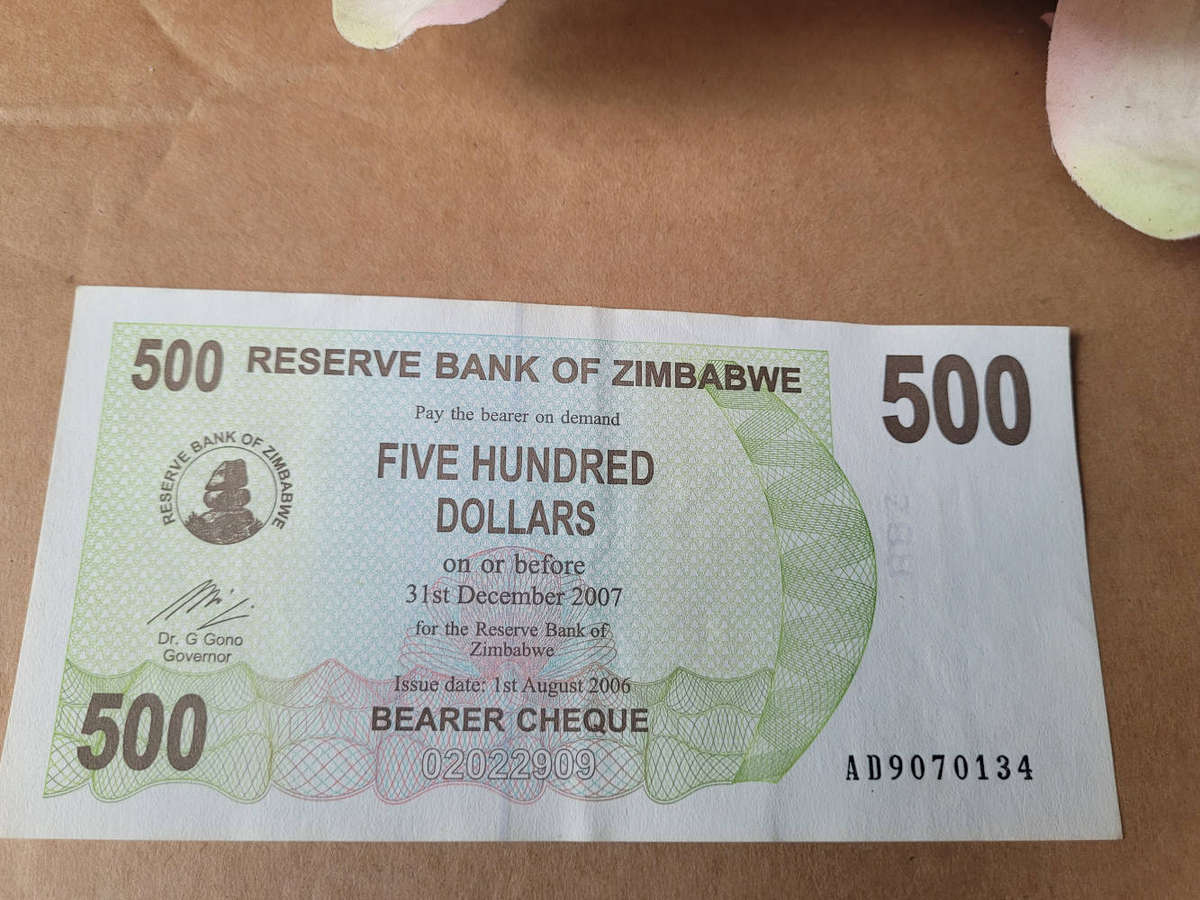 500 RESERVE BANK OF ZIMBABWE 500
Pay the bearer on demand
FIVE HUNDRED
DOLLARS
on or before
31st December 2007
for the Reserve Bank of
Zimbabwe
Issue date: 1st August 2006
BEARER CHEQUE
02022909
RESERVE BANK OF ZIMBABWE
Dr. G Gono
Governor
500
AD9070134